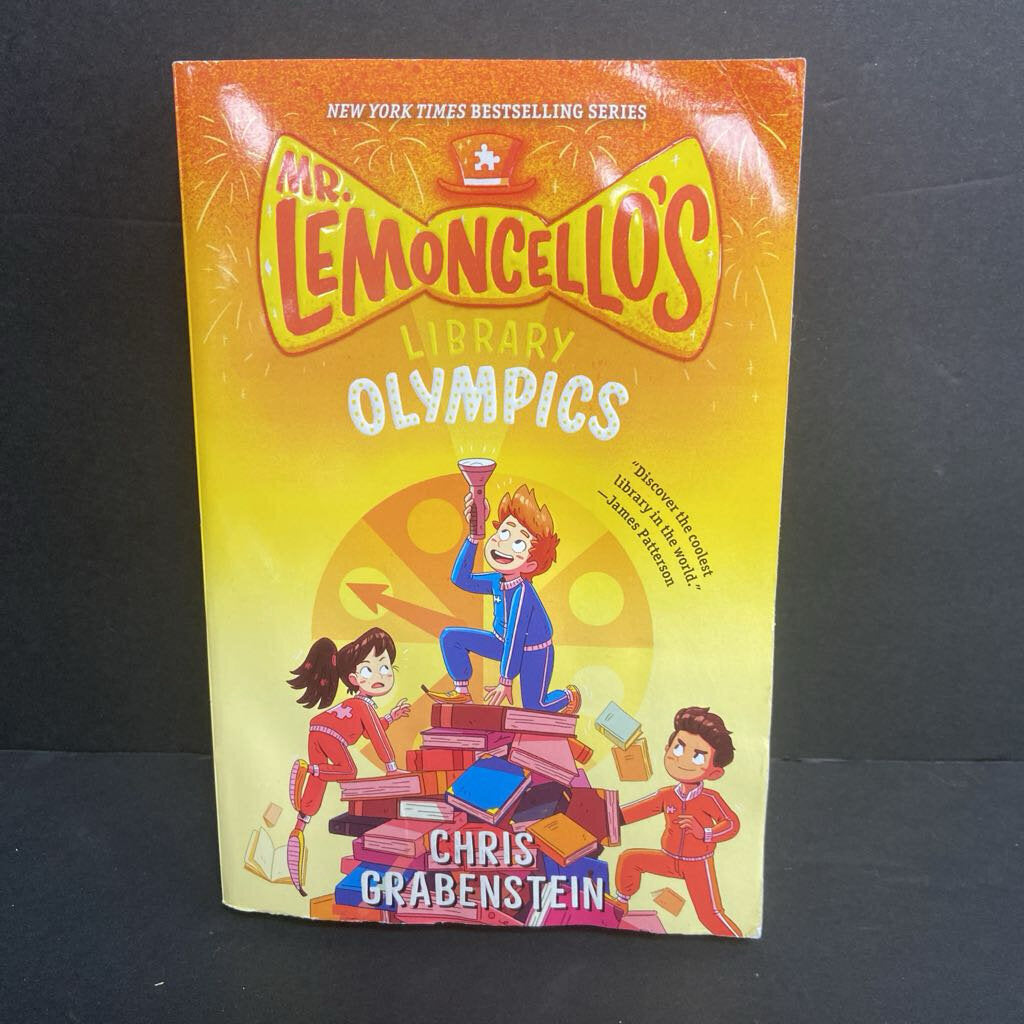 NEW YORK TIMES BESTSELLING SERIES
MR.
LEMONCELLO'S
LIBRARY
OLYMPICS
"Discover the coolest
library in the world."
—James Patterson
CHRIS
GRABENSTEIN